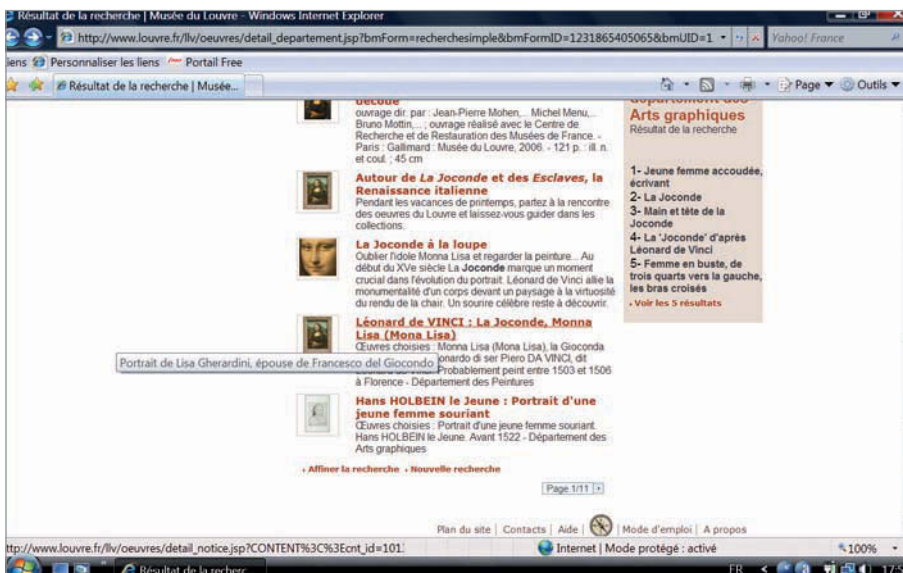 Résultat de la recherche | Musée du Louvre - Windows Internet Explorer
http://www.louvre.fr/llv/oeuvres/detail_departement.jsp?bmForm=recherchesimple&bmFormID=1231865405065&bmUID=1
Yahoo! France
iens Personnaliser les liens Portail Free
Résultat de la recherche | Musée...
Page Outils
découe
ouvrage dir. par : Jean-Pierre Mohen,... Michel Menu,
Bruno Mottin,... ; ouvrage réalisé avec le Centre de
Recherche et de Restauration des Musées de France. -
Paris : Gallimard : Musée du Louvre, 2006. - 121 p. : ill. n.
et coul. ; 45 cm
Autour de La Joconde et des Esclaves, la
Renaissance italienne
Pendant les vacances de printemps, partez à la rencontre
des oeuvres du Louvre et laissez-vous guider dans les
collections.
La Joconde à la loupe
Oublier l'idole Monna Lisa et regarder la peinture... Au
début du XVe siècle La Joconde marque un moment
crucial dans l'évolution du portrait. Léonard de Vinci allie la
monumentalité d'un corps devant un paysage à la virtuosité
du rendu de la chair. Un sourire célèbre reste à découvrir.
Léonard de VINCI : La Joconde, Monna
Lisa (Mona Lisa)
Œuvres choisies : Monna Lisa (Mona Lisa), la Gioconda
Portrait de Lisa Gherardini, épouse de Francesco del Giocondo
onardo di ser Piero DA VINCI, dit
Probablement peint entre 1503 et 1506
à Florence - Département des Peintures
Hans HOLBEIN le Jeune : Portrait d'une
jeune femme souriant
Œuvres choisies : Portrait d'une jeune femme souriant.
Hans HOLBEIN le Jeune. Avant 1522 - Département des
Arts graphiques
Affiner la recherche Nouvelle recherche
Page 1/11
département des
Arts graphiques
Résultat de la recherche
1- Jeune femme accoudée,
écrivant
2- La Joconde
3- Main et tête de la
Joconde
4- La 'Joconde' d'après
Léonard de Vinci
5- Femme en buste, de
trois quarts vers la gauche,
les bras croisés
Voir les 5 résultats
Plan du site | Contacts | Aide | Mode d'emploi | A propos
ttp://www.louvre.fr/llv/oeuvres/detail_notice.jsp?CONTENT%3C%3Ecnt_id=101
Internet | Mode protégé : activé
100%
Résultat de la recherc...
FR
17:5